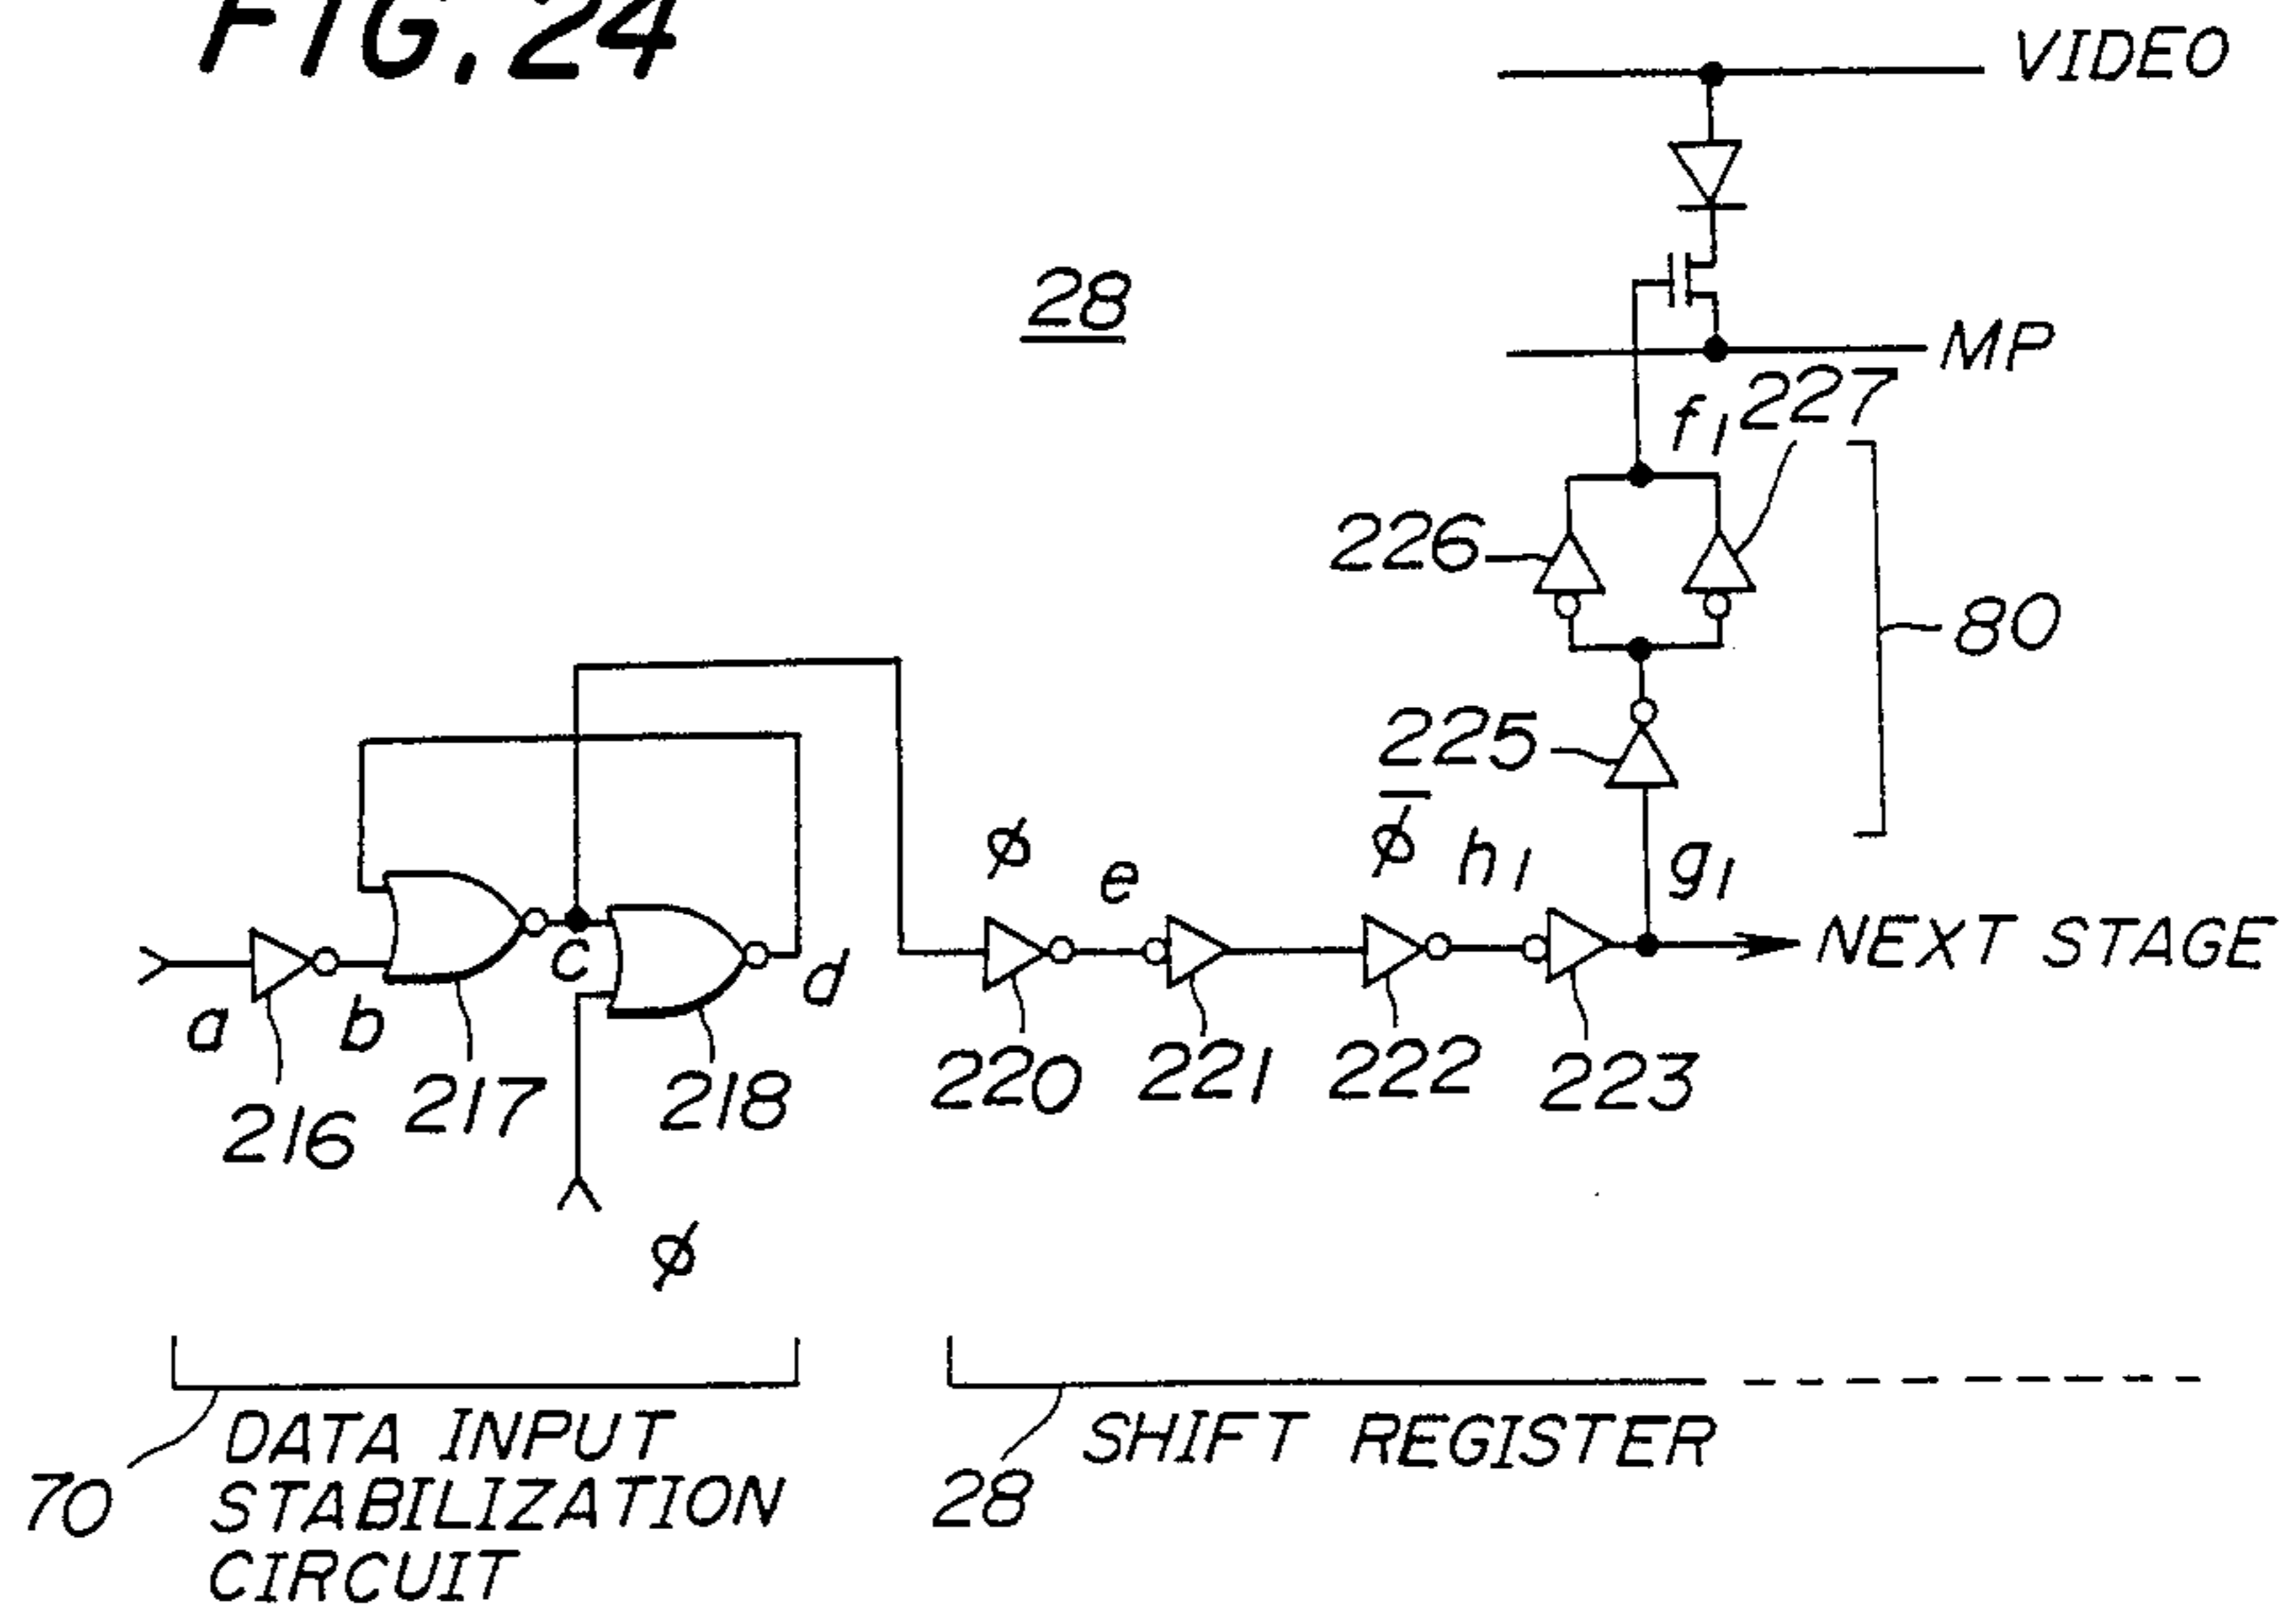 FIG. 24
VIDEO
28
MP
f1
227
226
80
225
ϕ
e
ϕ̅
h1
g1
NEXT STAGE
a
b
c
d
216
217
218
220
221
222
223
ϕ
70
DATA INPUT
STABILIZATION
CIRCUIT
28
SHIFT REGISTER